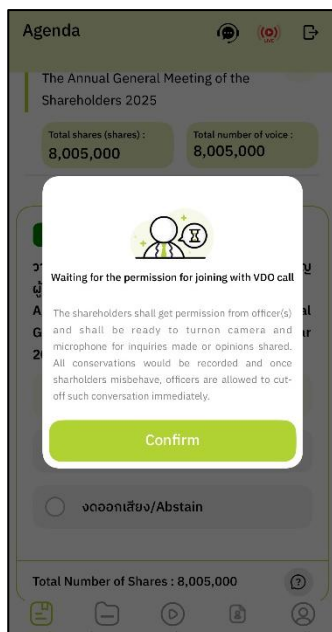 Agenda
LIVE
The Annual General Meeting of the
Shareholders 2025
Total shares (shares) :
Total number of voice :
8,005,000
8,005,000
Waiting for the permission for joining with VDO call
The shareholders shall get permission from officer(s)
and shall be ready to turnon camera and
microphone for inquiries made or opinions shared.
All conservations would be recorded and once
sharholders misbehave, officers are allowed to cut-
off such conversation immediately.
Confirm
งดออกเสียง/Abstain
Total Number of Shares : 8,005,000